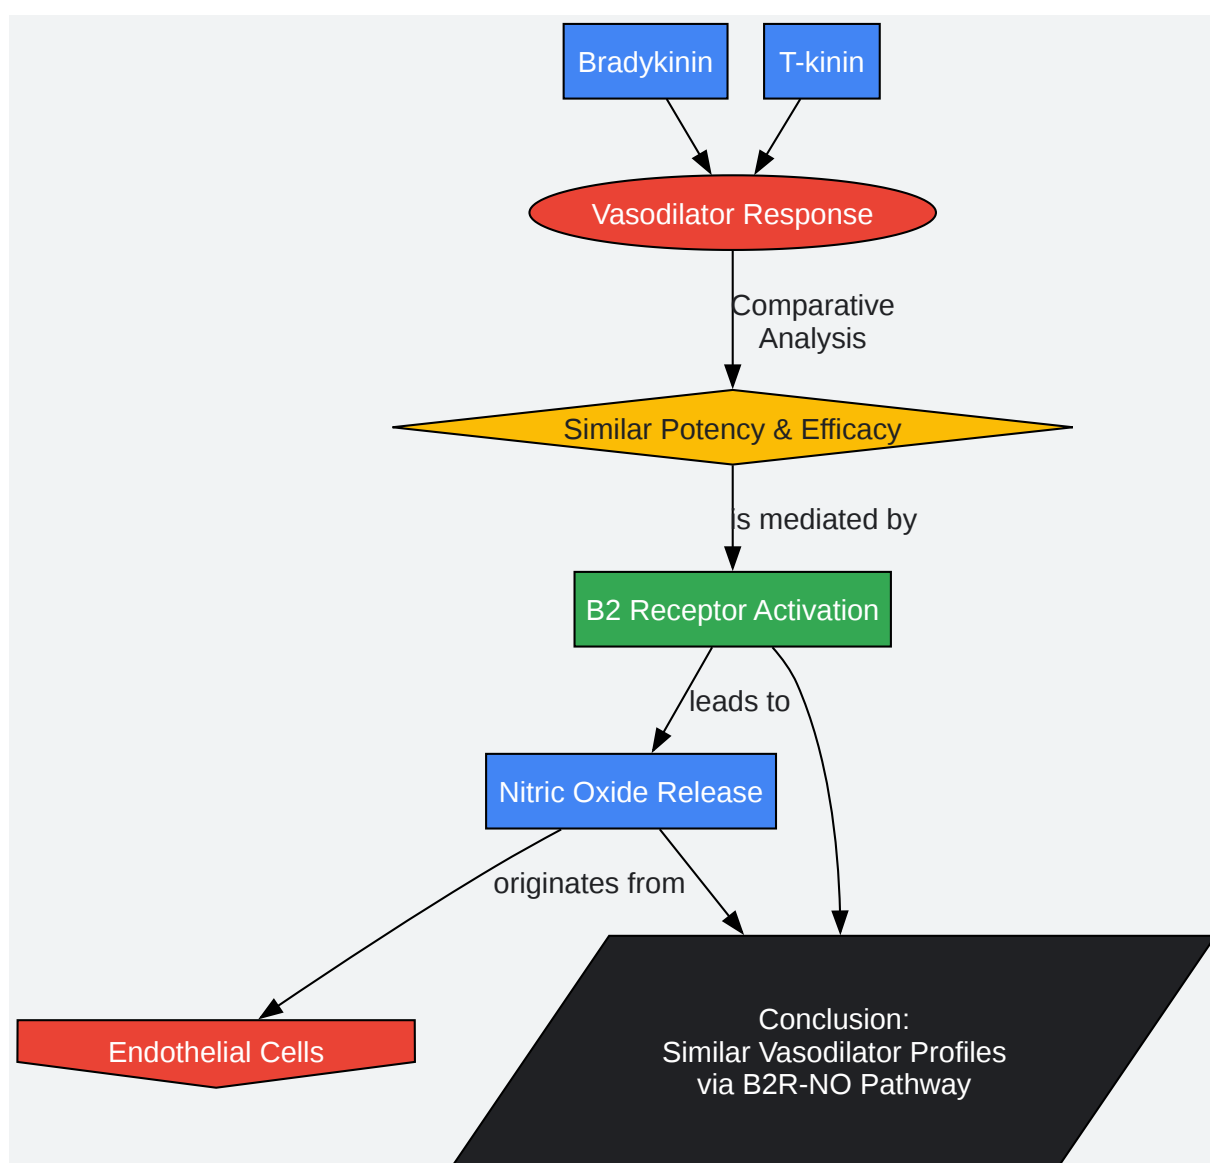 Bradykinin
T-kinin
Vasodilator Response
Comparative
Analysis
Similar Potency & Efficacy
is mediated by
B2 Receptor Activation
leads to
Nitric Oxide Release
originates from
Endothelial Cells
Conclusion:
Similar Vasodilator Profiles
via B2R-NO Pathway